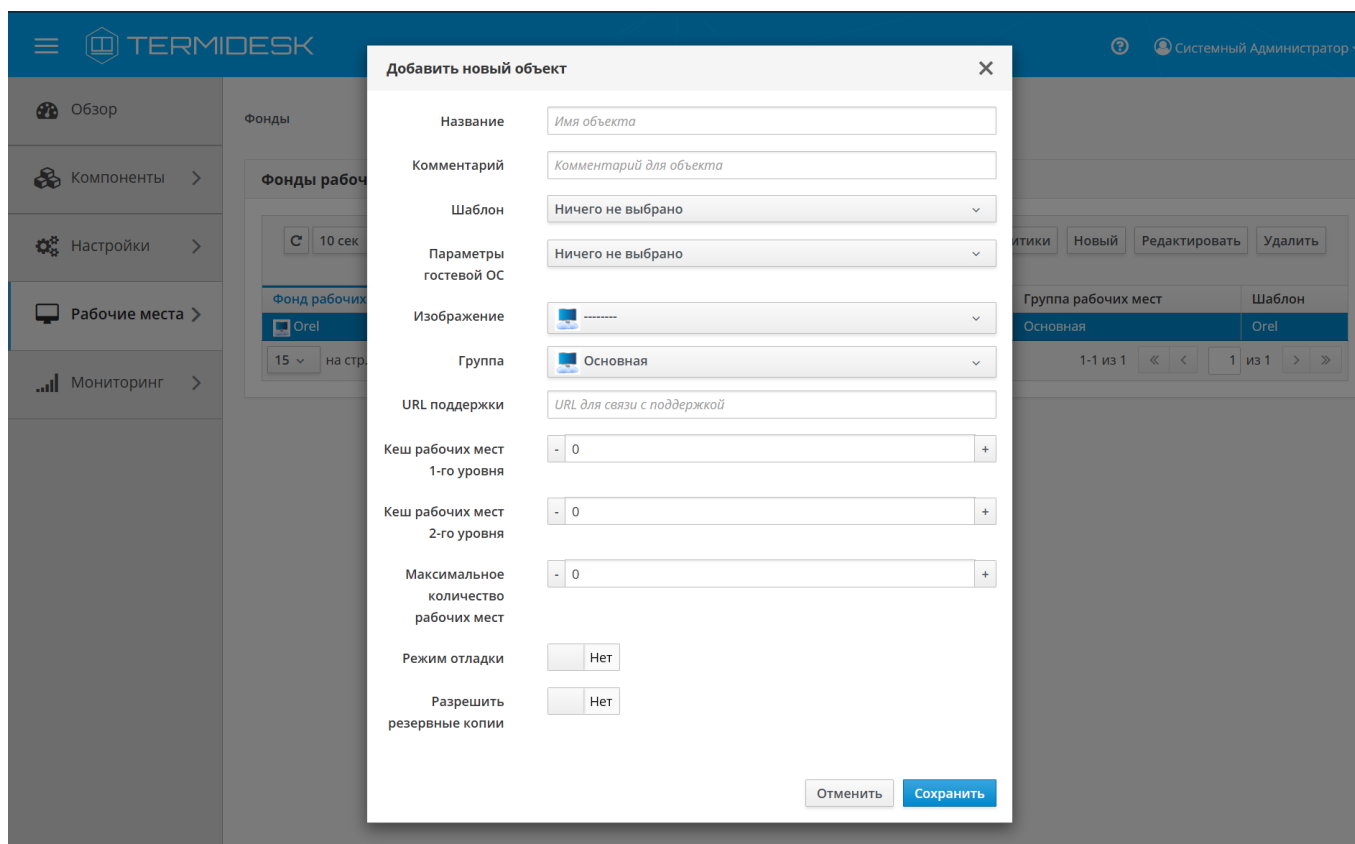 TERMIDESK
Системный Администратор
Добавить новый объект
Обзор
Компоненты
Настройки
Рабочие места
Мониторинг
Фонды
Фонды рабоч
10 сек
итики Новый Редактировать Удалить
Фонд рабочих
Группа рабочих мест Шаблон
Orel
Основная Orel
15 на стр.
1-1 из 1 1 из 1
Название Имя объекта
Комментарий Комментарий для объекта
Шаблон Ничего не выбрано
Параметры Ничего не выбрано
гостевой ОС
Изображение --------
Группа Основная
URL поддержки URL для связи с поддержкой
Кеш рабочих мест - 0 +
1-го уровня
Кеш рабочих мест - 0 +
2-го уровня
Максимальное - 0 +
количество
рабочих мест
Режим отладки Нет
Разрешить Нет
резервные копии
Отменить Сохранить